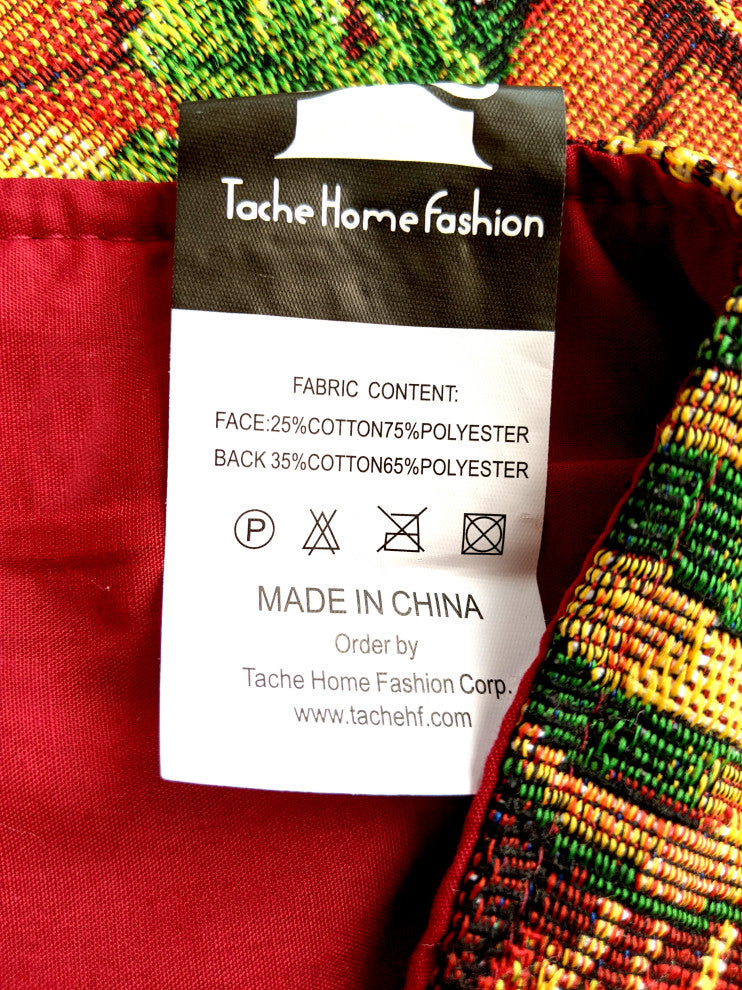 Tache Home Fashion
FABRIC CONTENT:
FACE:25%COTTON75%POLYESTER
BACK 35%COTTON65%POLYESTER
P
MADE IN CHINA
Order by
Tache Home Fashion Corp.
www.tachehf.com